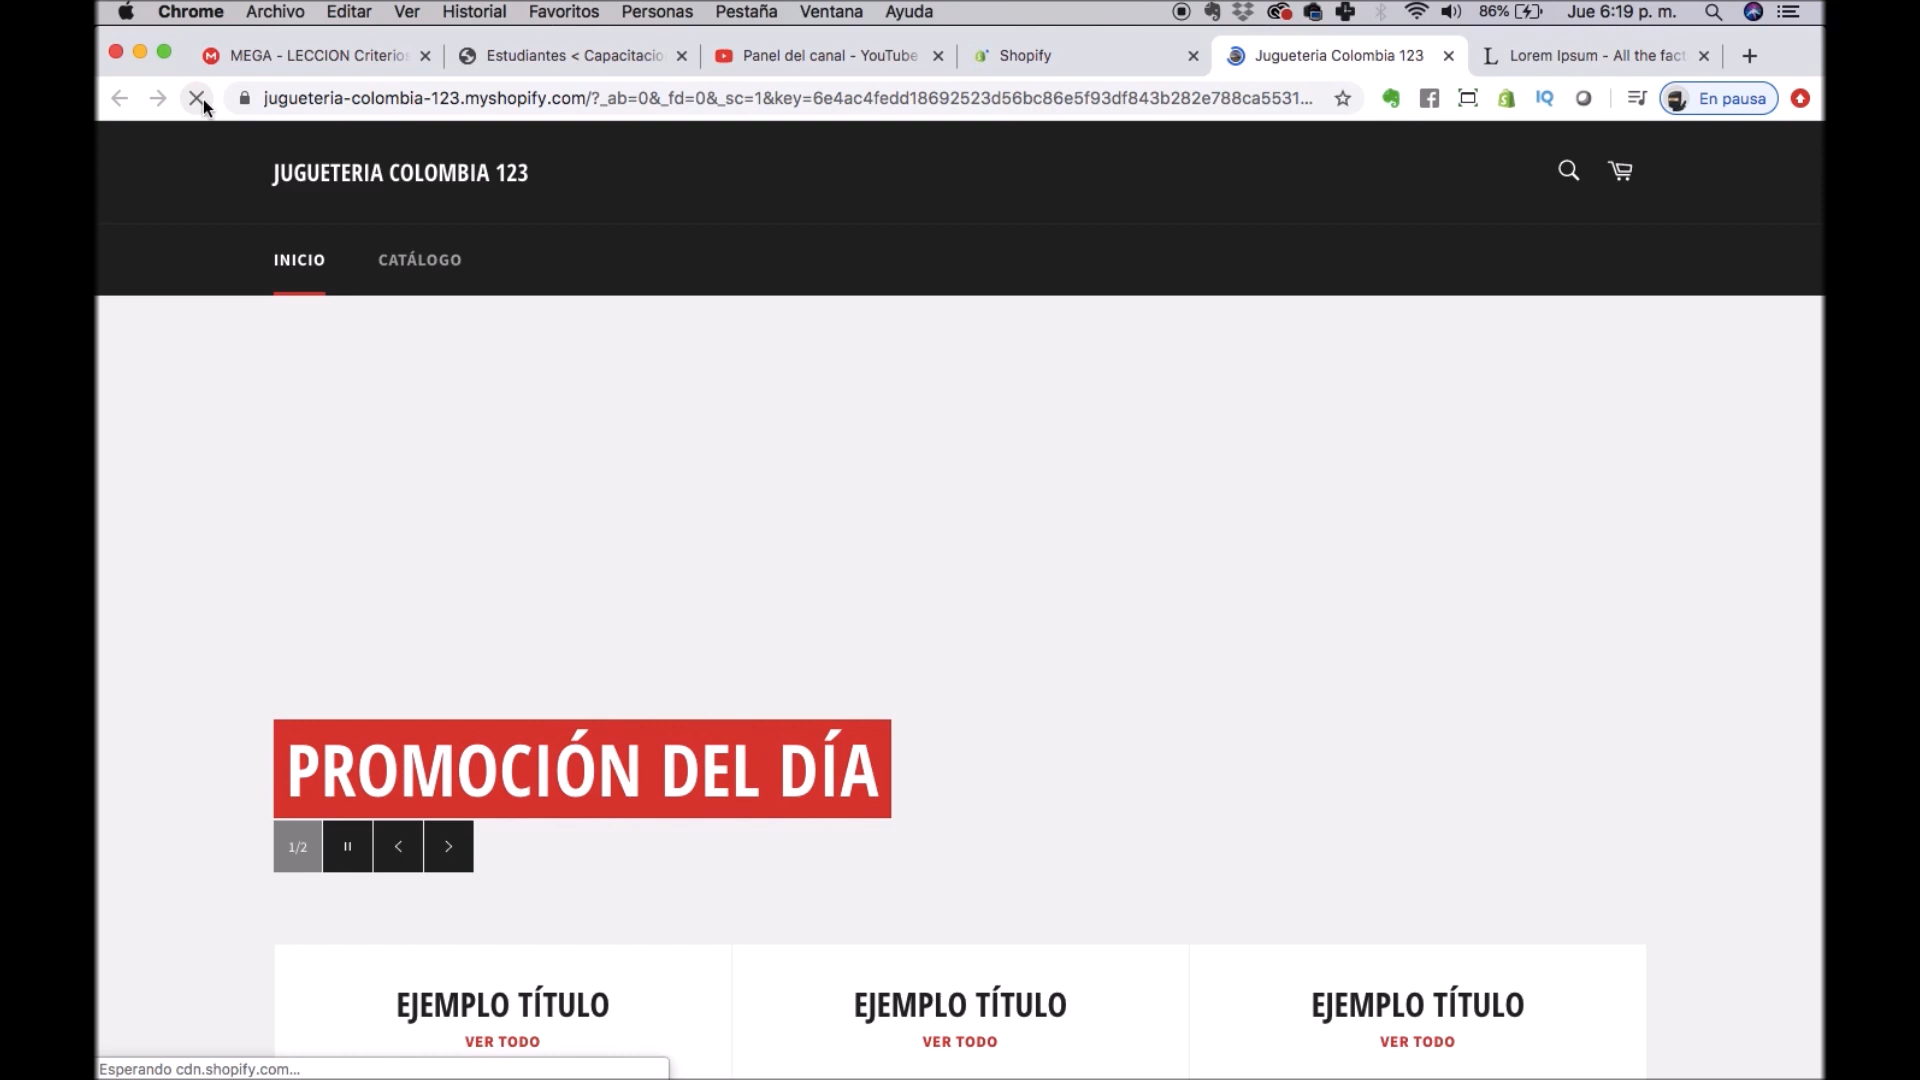 Chrome Archivo Editar Ver Historial Favoritos Personas Pestaña Ventana Ayuda 86% Jue 6:19 p. m.
MEGA - LECCION Criterio Estudiantes < Capacitacio Panel del canal - YouTube Shopify Jugueteria Colombia 123 Lorem Ipsum - All the fact
jugueteria-colombia-123.myshopify.com/?_ab=0&_fd=0&_sc=1&key=6e4ac4fedd18692523d56bc86e5f93df843b282e788ca5531... IQ En pausa
JUGUETERIA COLOMBIA 123
INICIO CATÁLOGO
PROMOCIÓN DEL DÍA
1/2
EJEMPLO TÍTULO EJEMPLO TÍTULO EJEMPLO TÍTULO
VER TODO VER TODO VER TODO
Esperando cdn.shopify.com...